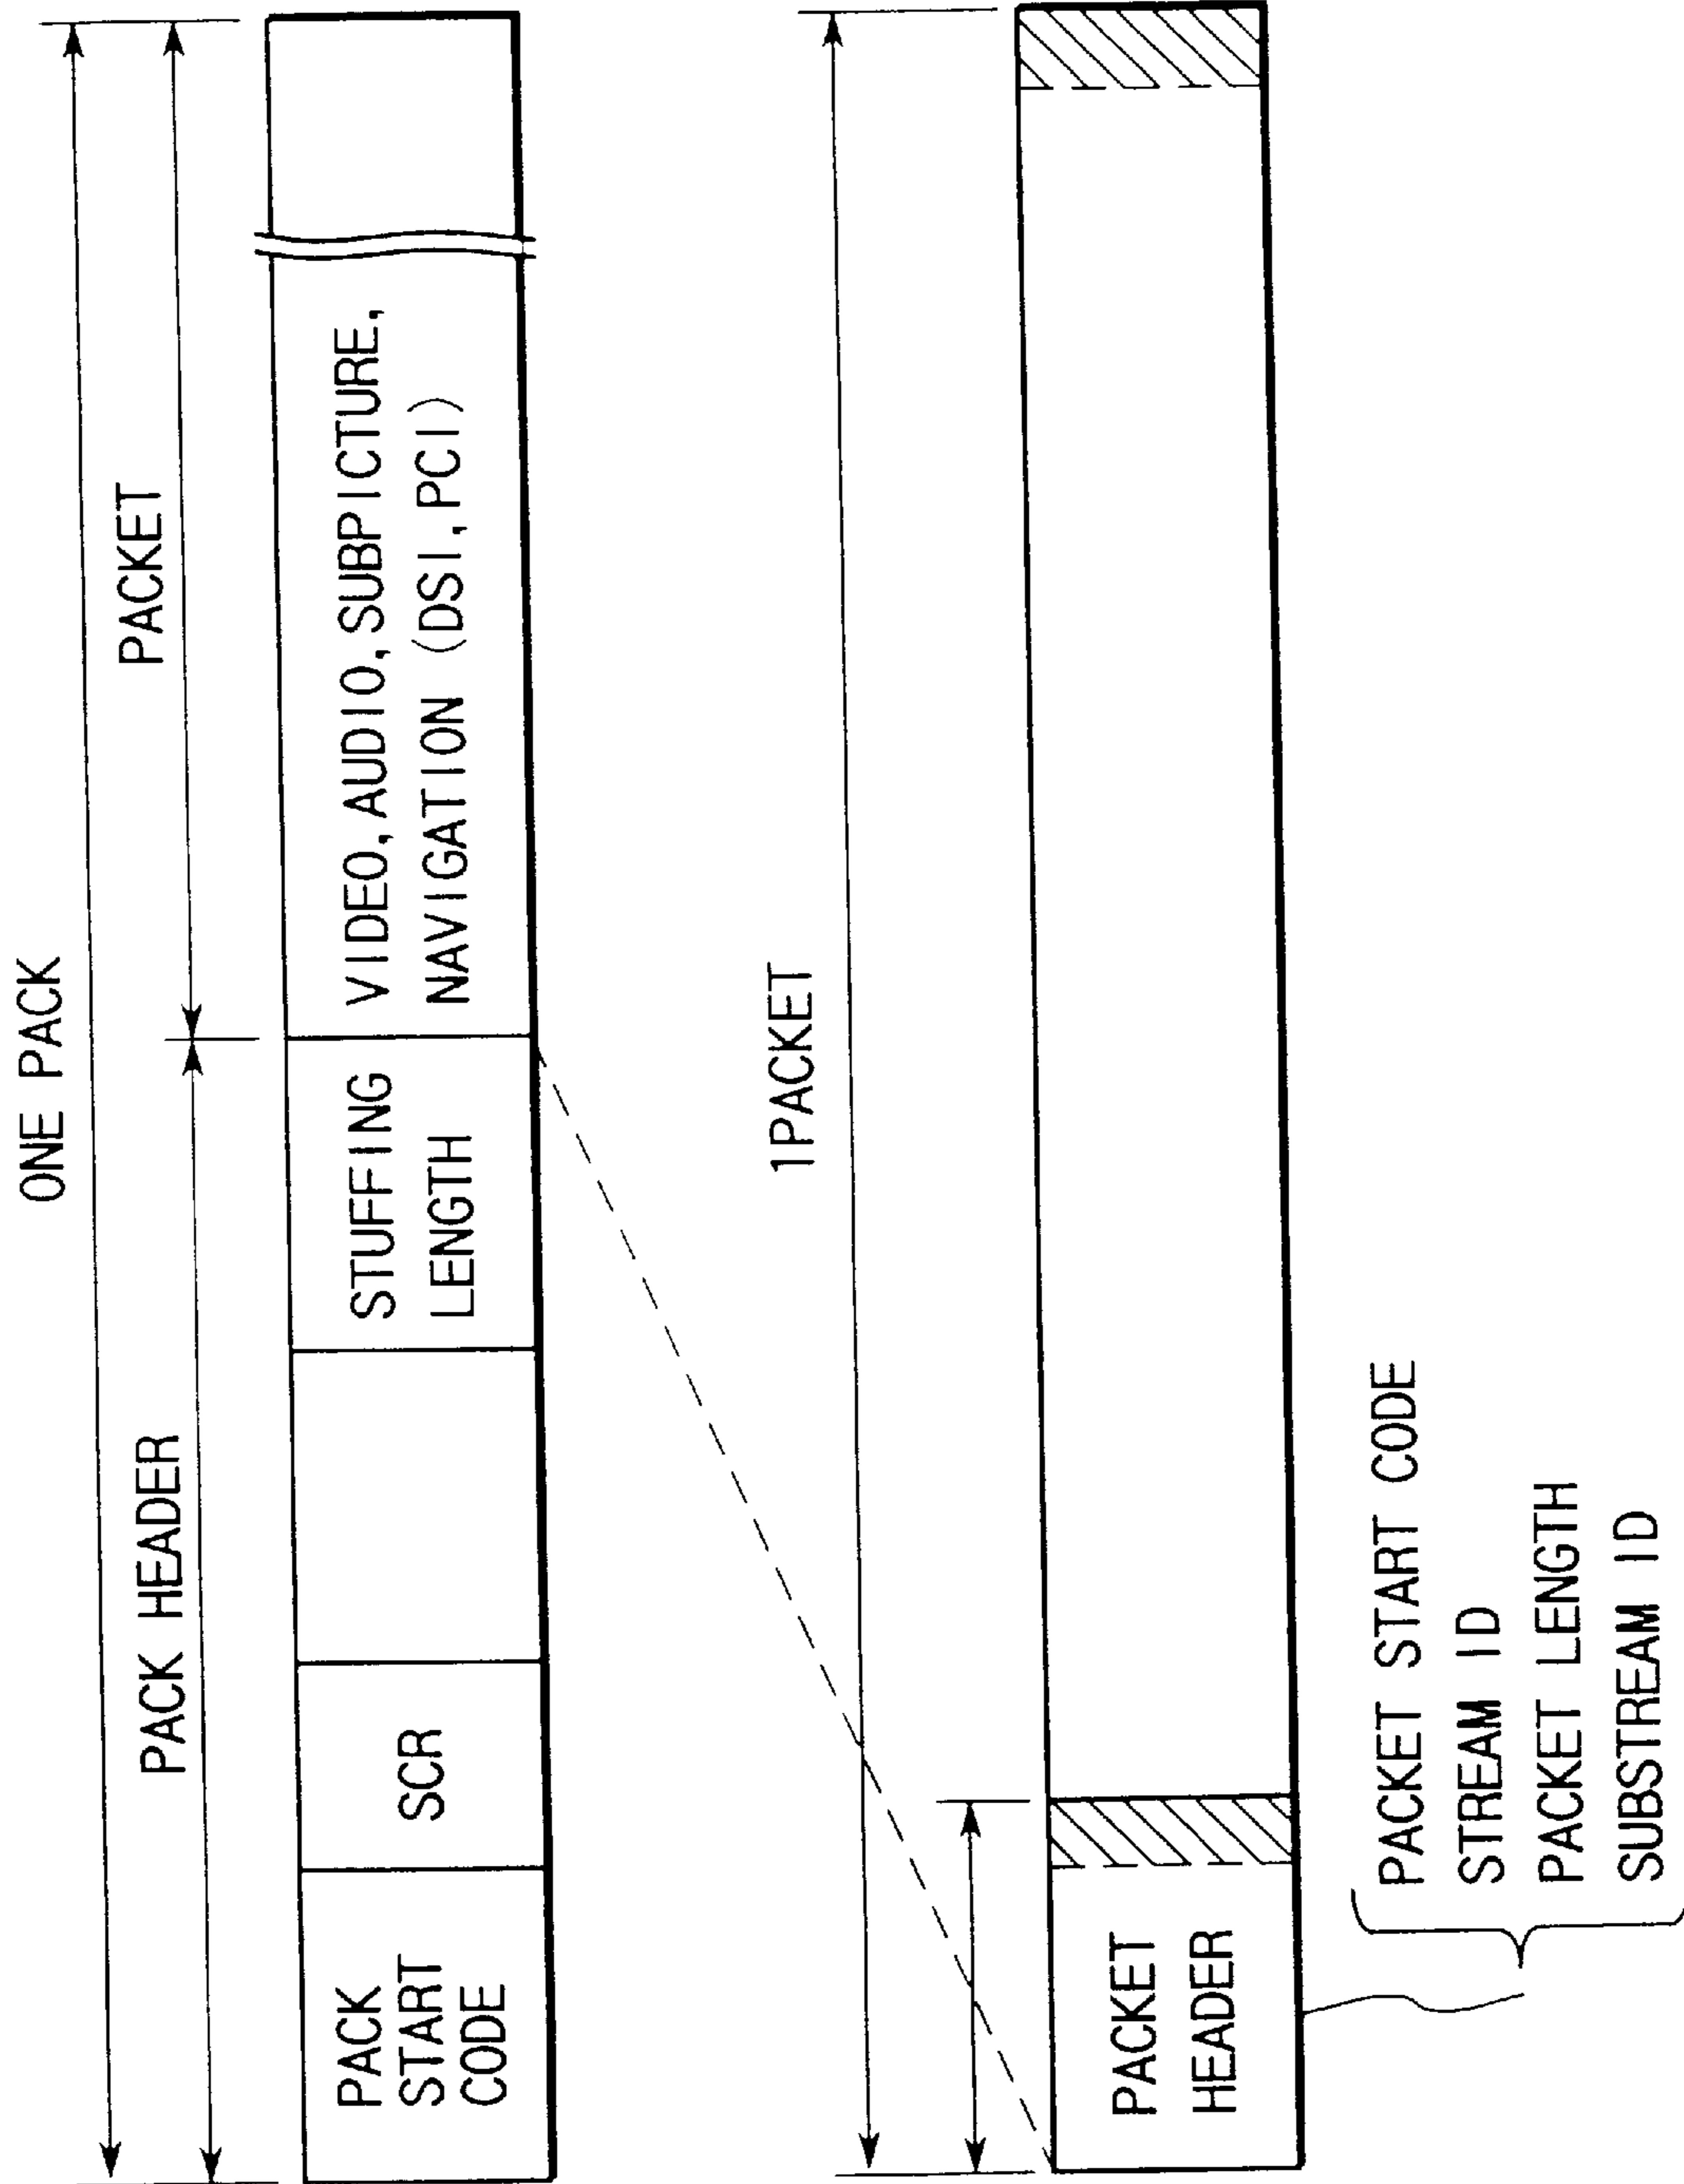 ONE PACK
PACK HEADER
PACKET
PACK
START
CODE
SCR
STUFFING
LENGTH
VIDEO, AUDIO, SUBPICTURE,
NAVIGATION (DSI, PCI)
1PACKET
PACKET
HEADER
PACKET START CODE
STREAM ID
PACKET LENGTH
SUBSTREAM ID